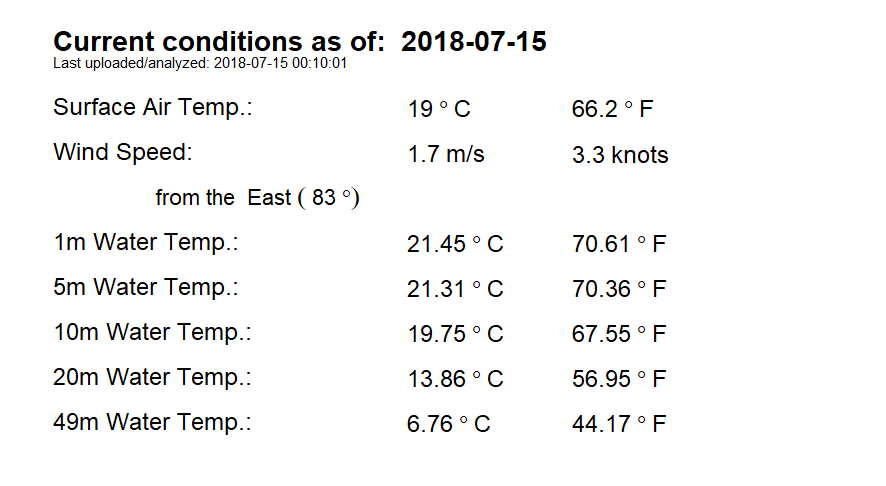 Current conditions as of: 2018-07-15
Last uploaded/analyzed: 2018-07-15 00:10:01
Surface Air Temp.: 19 ° C 66.2 ° F
Wind Speed: 1.7 m/s 3.3 knots
from the East ( 83 °)
1m Water Temp.: 21.45 ° C 70.61 ° F
5m Water Temp.: 21.31 ° C 70.36 ° F
10m Water Temp.: 19.75 ° C 67.55 ° F
20m Water Temp.: 13.86 ° C 56.95 ° F
49m Water Temp.: 6.76 ° C 44.17 ° F